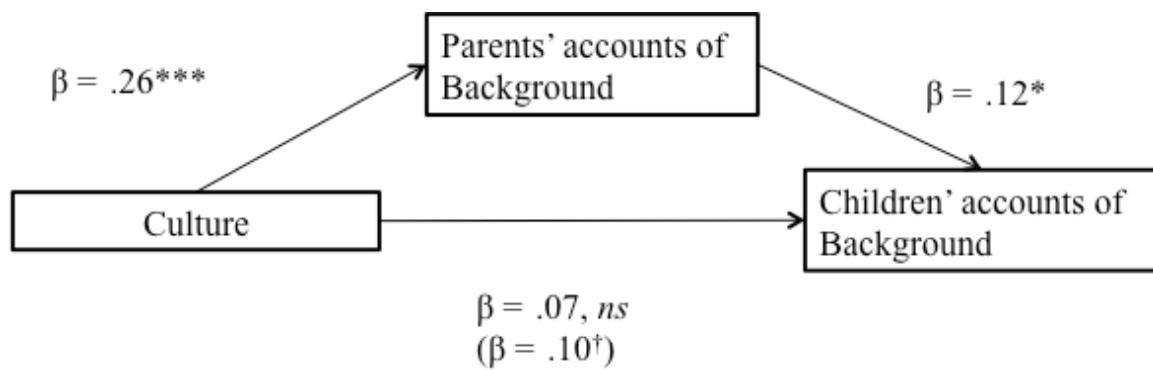 Parents’ accounts of
Background
β = .26***
β = .12*
Culture
Children’ accounts of
Background
β = .07, ns
(β = .10†)